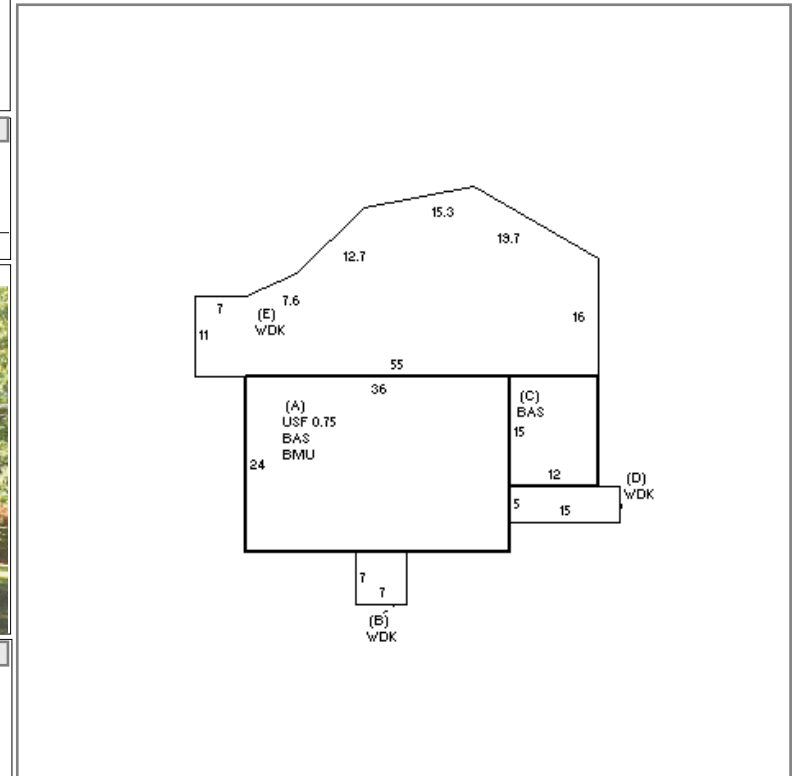 15.3
19.7
12.7
7.6
7
(E)
WDK
11
16
55
36
(A)
USF 0.75
BAS
BMU
24
(C)
BAS
15
12
(D)
WDK
5
15
7
7
(B)
WDK